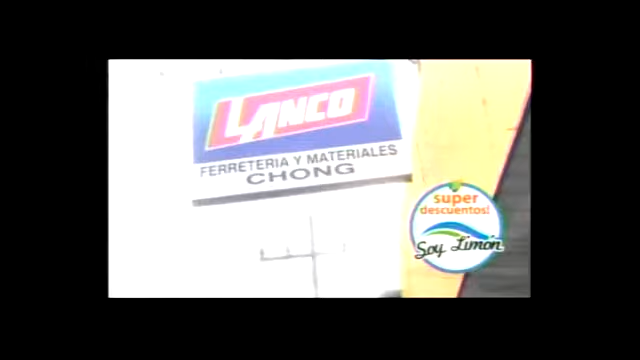 LANCO
FERRETERIA Y MATERIALES
CHONG
super
descuentos!
Soy Limón